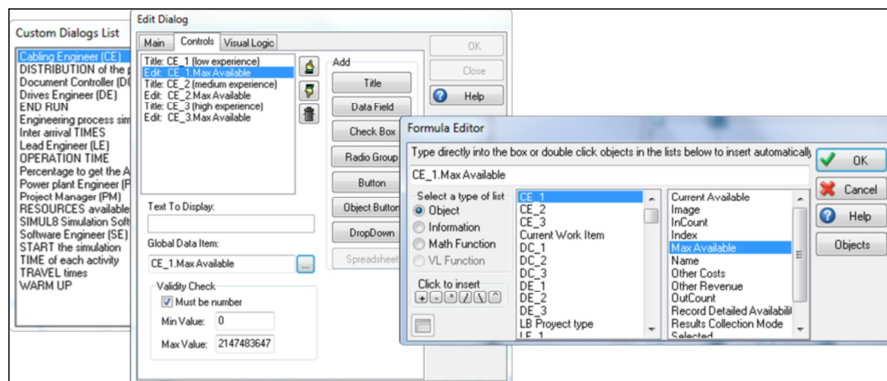 Custom Dialogs List
Cabling Engineer (CE)
DISTRIBUTION of the
Document Controller
Drives Engineer (DE)
END RUN
Engineering process
Inter arrival TIMES
Lead Engineer (LE)
OPERATION TIME
Percentage to get the
Power plant Engineer
Project Manager (PM)
RESOURCES available
SIMUL8 Simulation
Software Engineer (SE)
START the simulation
TIME of each activity
TRAVEL times
WARM UP
Edit Dialog
Main Controls Visual Logic
Title: CE_1 (low experience)
Edit: CE_1.Max Available
Title: CE_2 (medium experience)
Edit: CE_2.Max Available
Title: CE_3 (high experience)
Edit: CE_3.Max Available
Text To Display:
Global Data Item:
CE_1.Max Available
...
Validity Check
Must be number
Min Value: 0
Max Value: 2147483647
Add
Title
Data Field
Check Box
Radio Group
Button
Object Button
DropDown
Spreadsheet
OK
Close
Help
Formula Editor
Type directly into the box or double click objects in the lists below to insert automatically
CE_1.Max Available
Select a type of list
Object
Information
Math Function
VL Function
Click to insert
+ - * / \ ^
CE_1
CE_2
CE_3
Current Work Item
DC_1
DC_2
DC_3
DE_1
DE_2
DE_3
LB Proyect type
LE_1
Current Available
Image
InCount
Index
Max Available
Name
Other Costs
Other Revenue
OutCount
Record Detailed
Results Collection Mode
Selected
OK
Cancel
Help
Objects